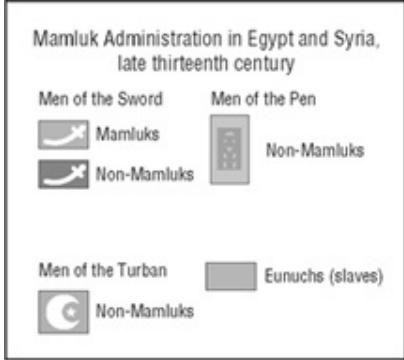 Mamluk Administration in Egypt and Syria,
late thirteenth century
Men of the Sword
Mamluks
Non-Mamluks
Men of the Pen
Non-Mamluks
Men of the Turban
Non-Mamluks
Eunuchs (slaves)